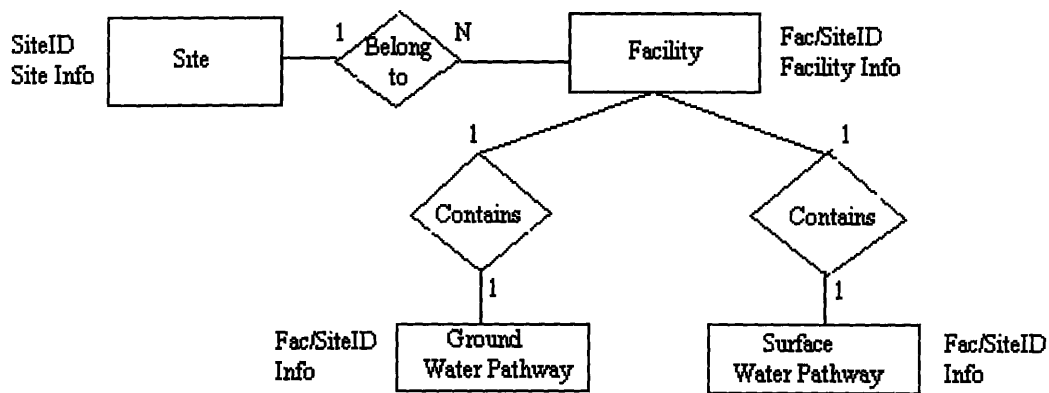 SiteID
Site Info
Site
1
Belong
to
N
Facility
Fac/SiteID
Facility Info
1
1
Contains
Contains
1
1
Fac/SiteID
Info
Ground
Water Pathway
Surface
Water Pathway
Fac/SiteID
Info